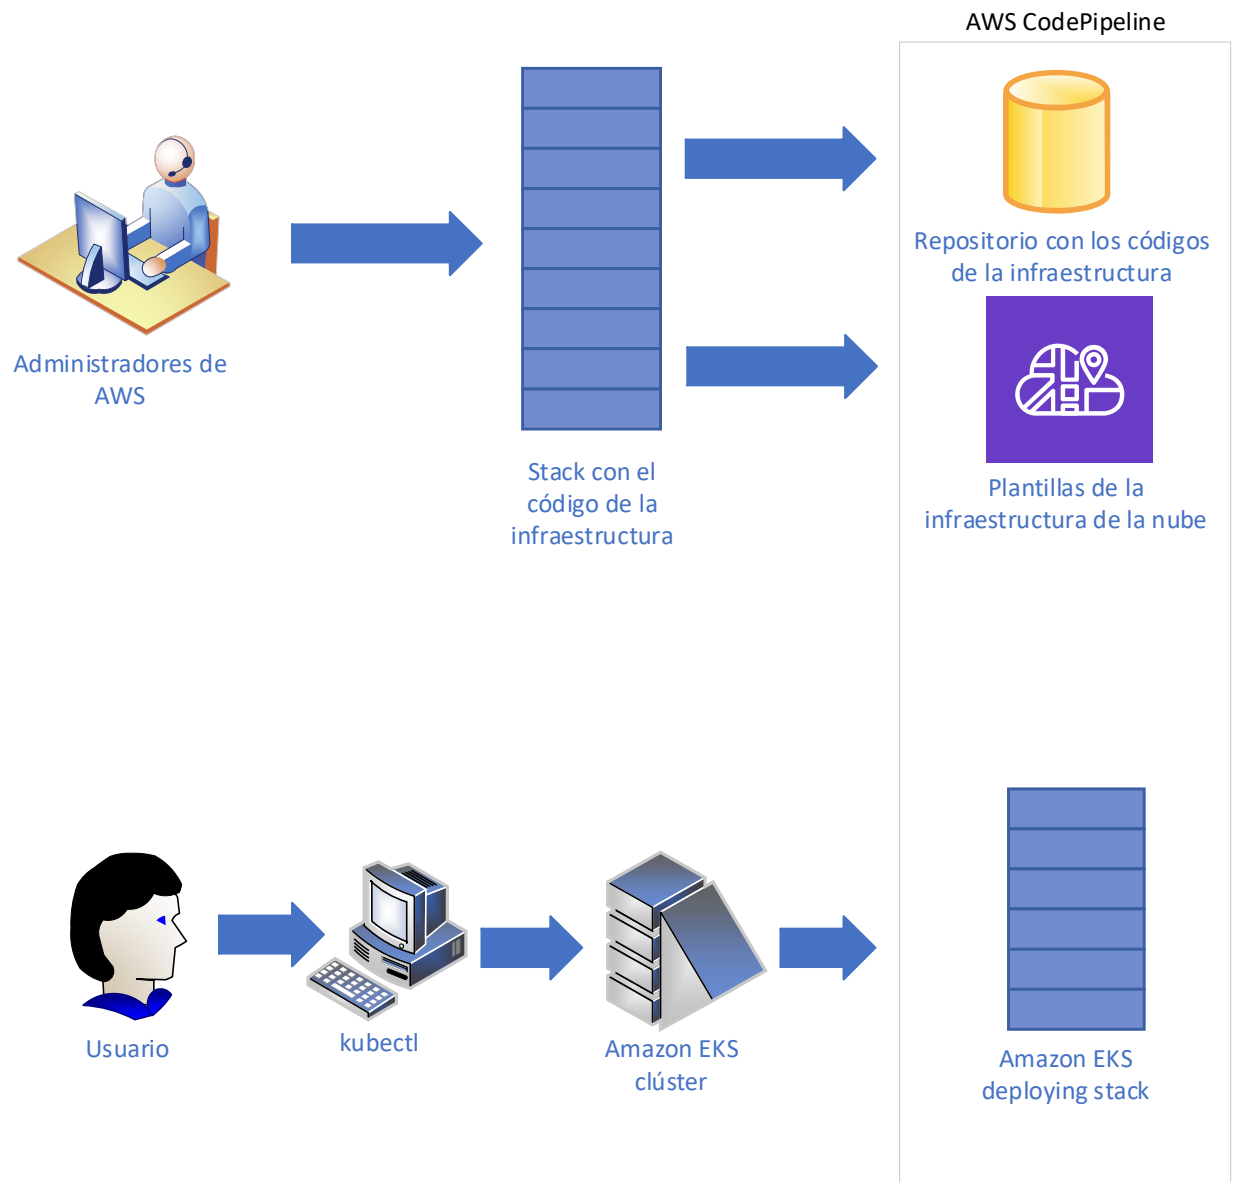 AWS CodePipeline
Repositorio con los códigos
de la infraestructura
Administradores de
AWS
Stack con el
código de la
infraestructura
Plantillas de la
infraestructura de la nube
Usuario
kubectl
Amazon EKS
clúster
Amazon EKS
deploying stack